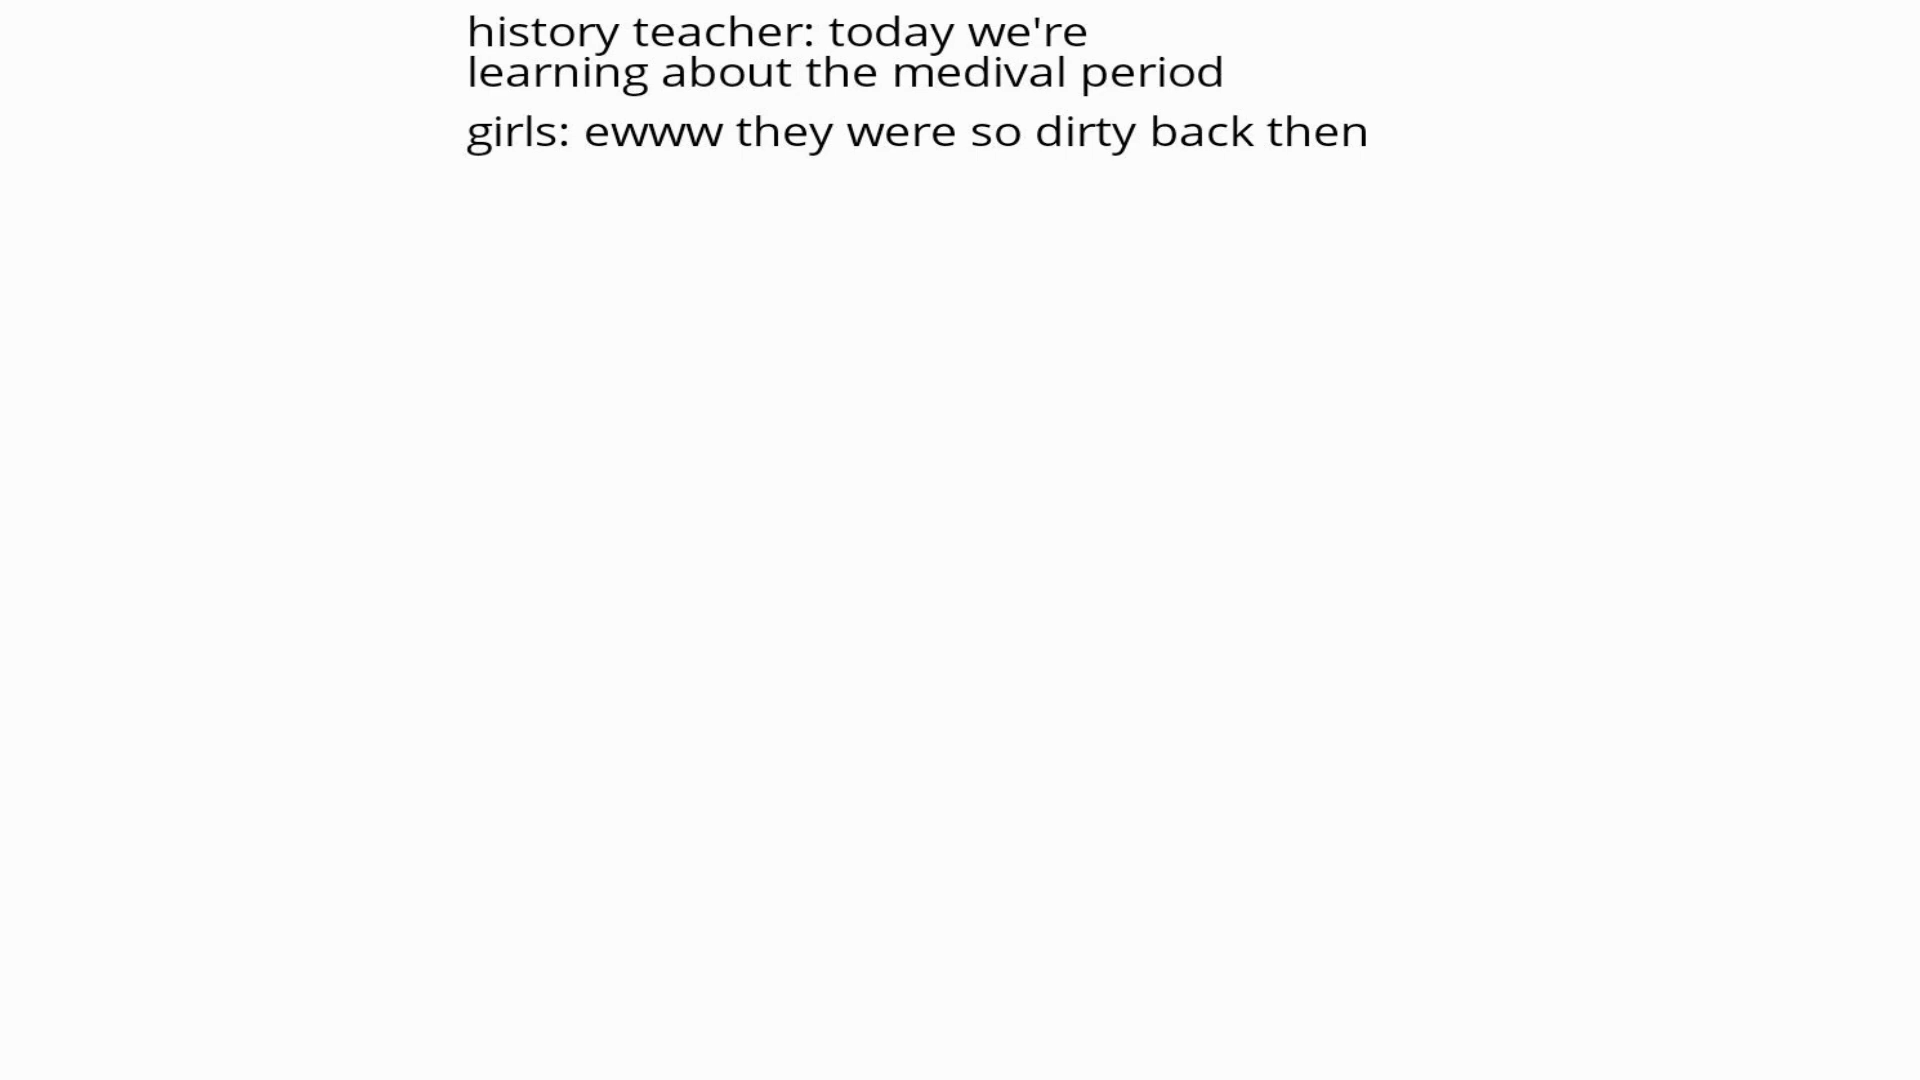 history teacher: today we're
learning about the medival period
girls: ewww they were so dirty back then